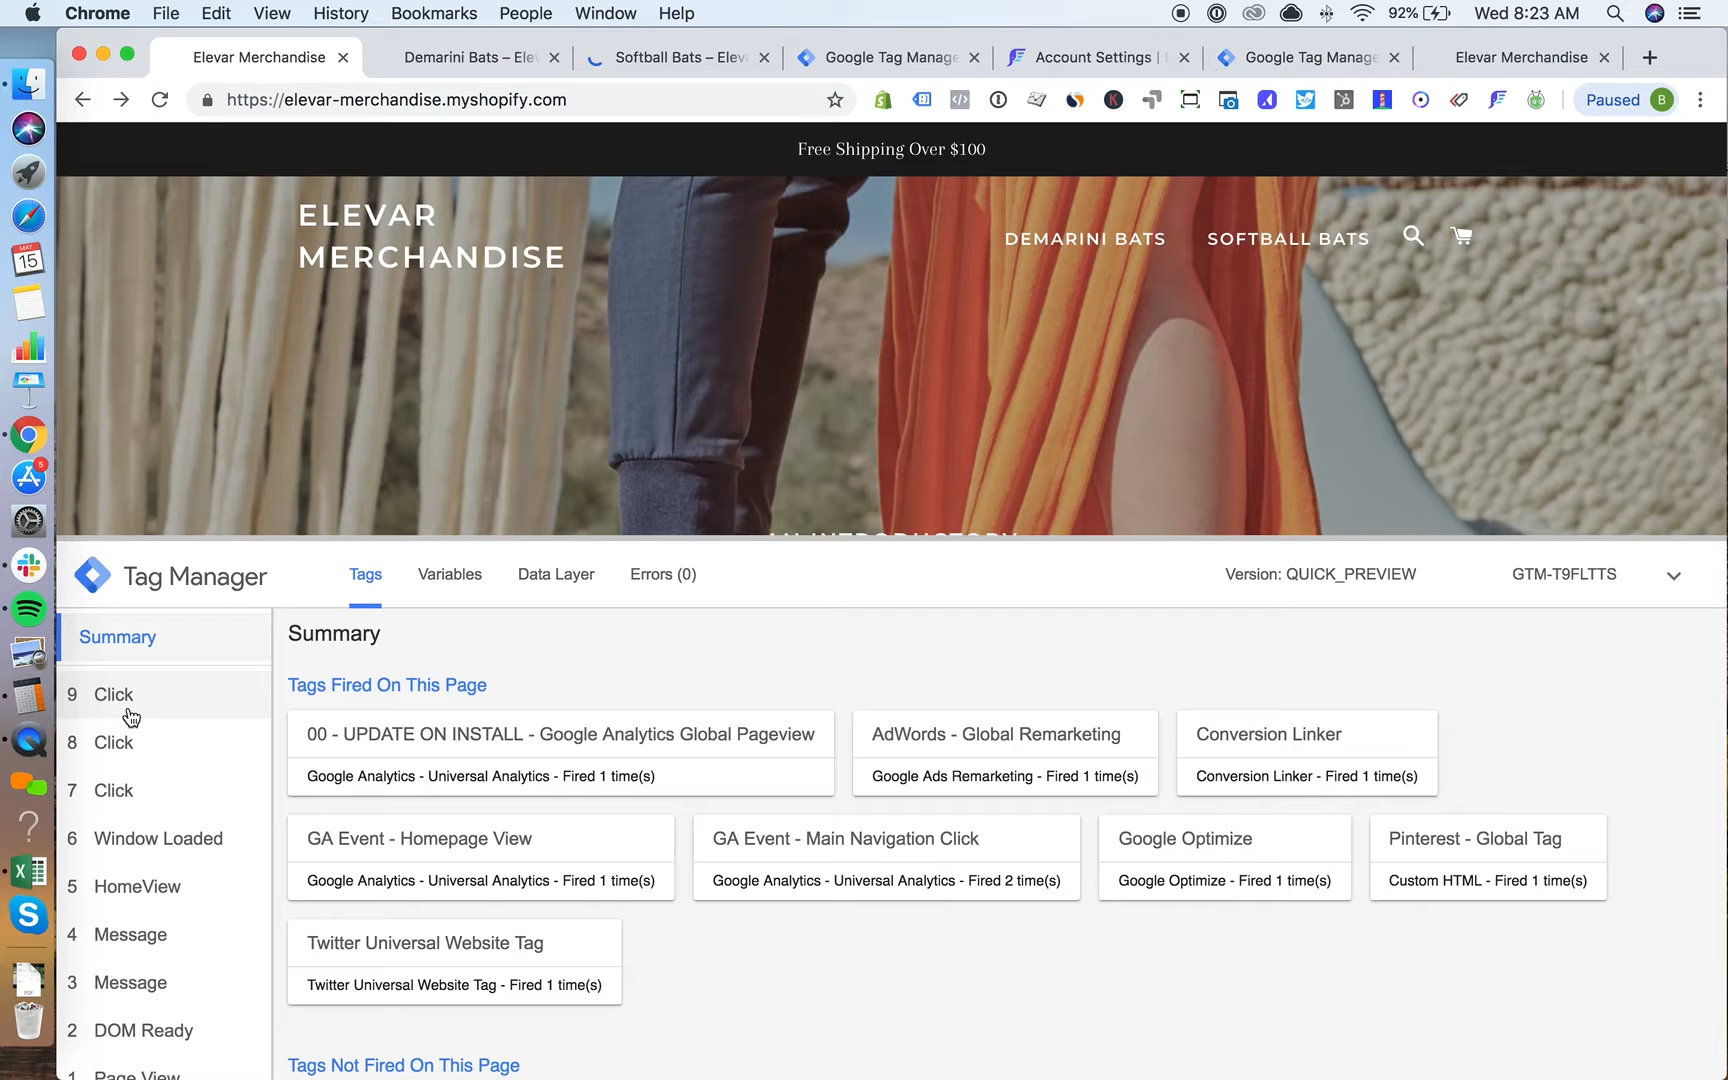 Chrome File Edit View History Bookmarks People Window Help 92% Wed 8:23 AM
Elevar Merchandise Demarini Bats – Ele Softball Bats – Elev Google Tag Manage Account Settings | Google Tag Manage Elevar Merchandise
https://elevar-merchandise.myshopify.com Paused B
Free Shipping Over $100
ELEVAR
MERCHANDISE
DEMARINI BATS SOFTBALL BATS
AN INTRODUCTORY
MAY
15
5
PDF
Tag Manager Tags Variables Data Layer Errors (0) Version: QUICK_PREVIEW GTM-T9FLTTS
Summary
9 Click
8 Click
7 Click
6 Window Loaded
5 HomeView
4 Message
3 Message
2 DOM Ready
1 Page View
Summary
Tags Fired On This Page
00 - UPDATE ON INSTALL - Google Analytics Global Pageview
Google Analytics - Universal Analytics - Fired 1 time(s)
AdWords - Global Remarketing
Google Ads Remarketing - Fired 1 time(s)
Conversion Linker
Conversion Linker - Fired 1 time(s)
GA Event - Homepage View
Google Analytics - Universal Analytics - Fired 1 time(s)
GA Event - Main Navigation Click
Google Analytics - Universal Analytics - Fired 2 time(s)
Google Optimize
Google Optimize - Fired 1 time(s)
Pinterest - Global Tag
Custom HTML - Fired 1 time(s)
Twitter Universal Website Tag
Twitter Universal Website Tag - Fired 1 time(s)
Tags Not Fired On This Page